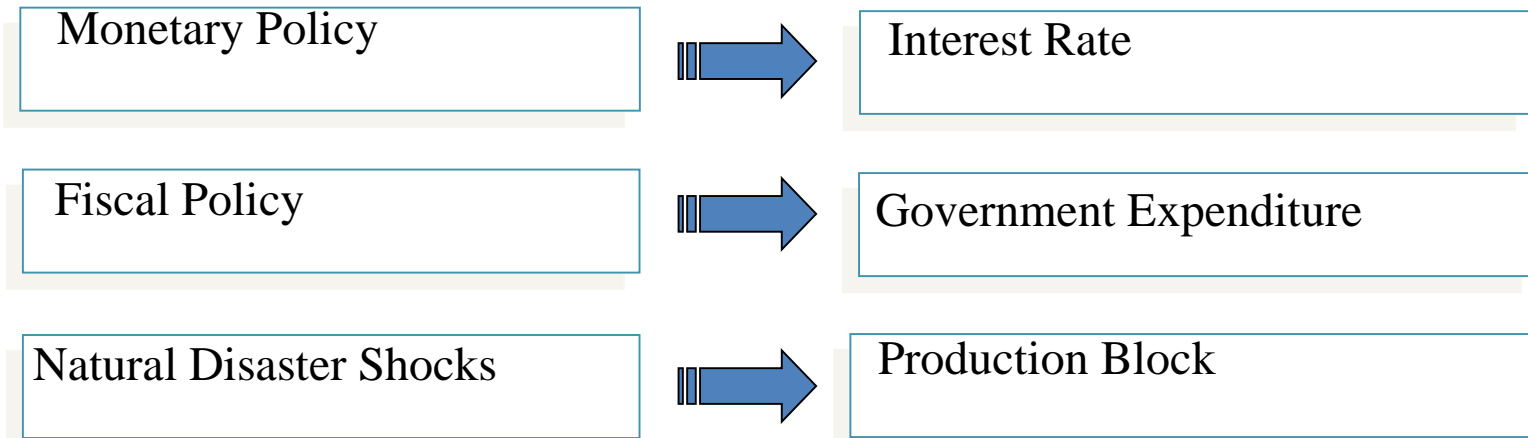 Monetary Policy
Interest Rate
Fiscal Policy
Government Expenditure
Natural Disaster Shocks
Production Block